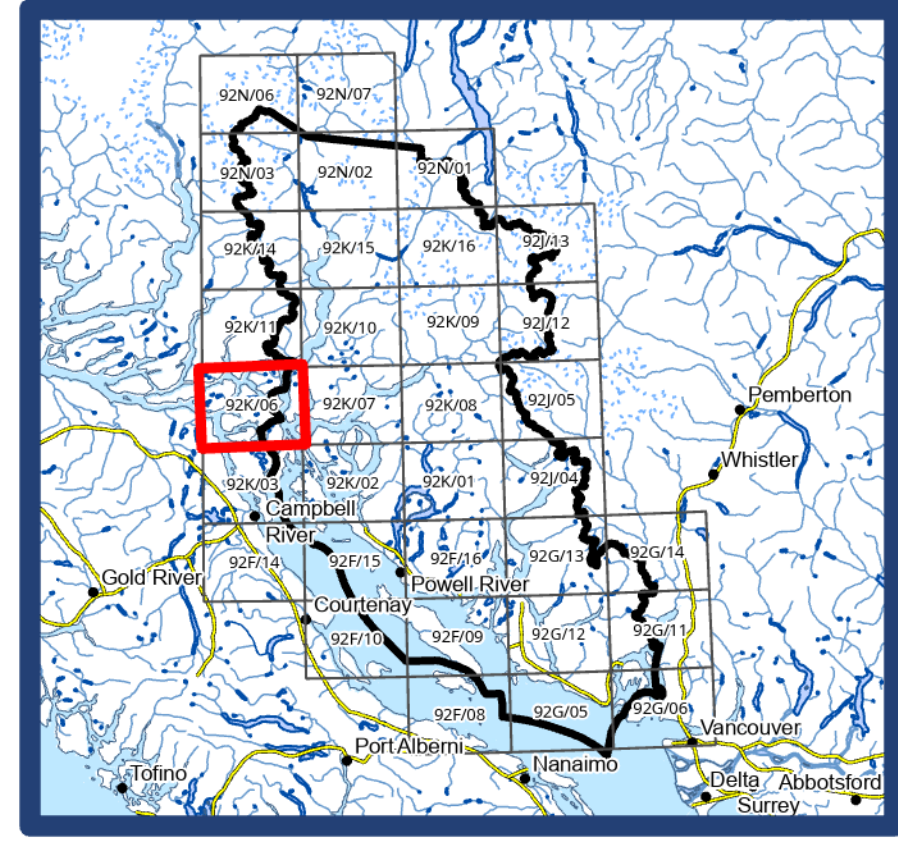 92N/06
92N/07
92N/03
92N/02
92N/01
92K/14
92K/15
92K/16
92J/13
92K/11
92K/10
92K/09
92J/12
92K/06
92K/07
92K/08
92J/05
Pemberton
Whistler
92K/03
92K/02
92K/01
92J/04
Campbell
River
92F/14
92F/15
92F/16
92G/13
92G/14
Gold River
Powell River
Courtenay
92F/10
92F/09
92G/12
92G/11
92F/08
92G/05
92G/06
Vancouver
Port Alberni
Nanaimo
Tofino
Delta
Abbotsford
Surrey